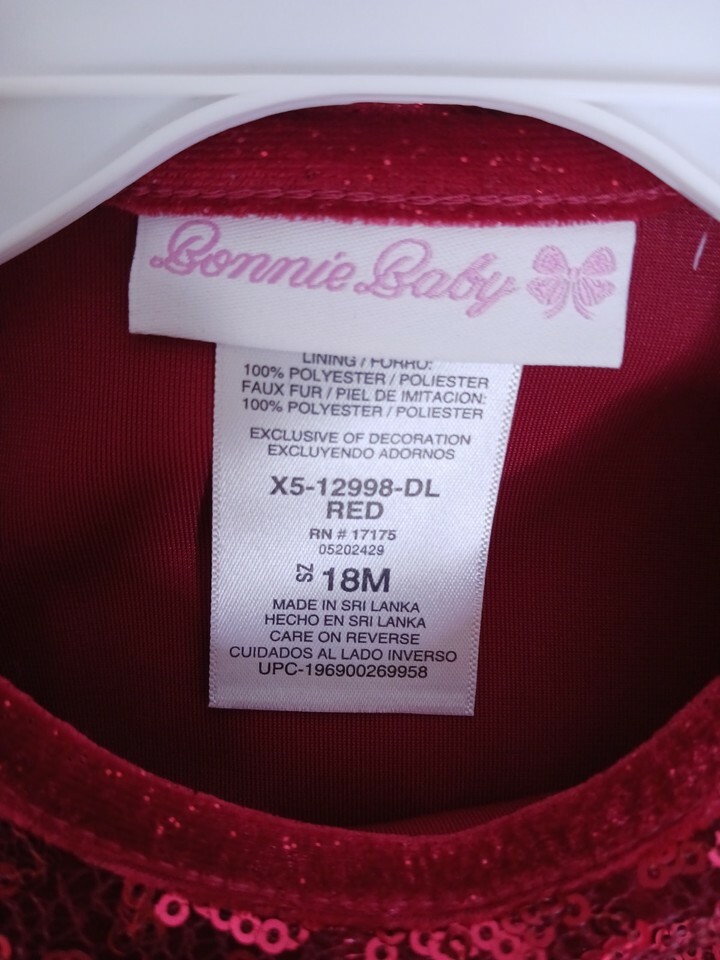 Bonnie Baby
LINING / FORRO:
100% POLYESTER / POLIESTER
FAUX FUR / PIEL DE IMITACION:
100% POLYESTER / POLIESTER
EXCLUSIVE OF DECORATION
EXCLUYENDO ADORNOS
X5-12998-DL
RED
RN # 17175
05202429
SZ 18M
MADE IN SRI LANKA
HECHO EN SRI LANKA
CARE ON REVERSE
CUIDADOS AL LADO INVERSO
UPC-196900269958